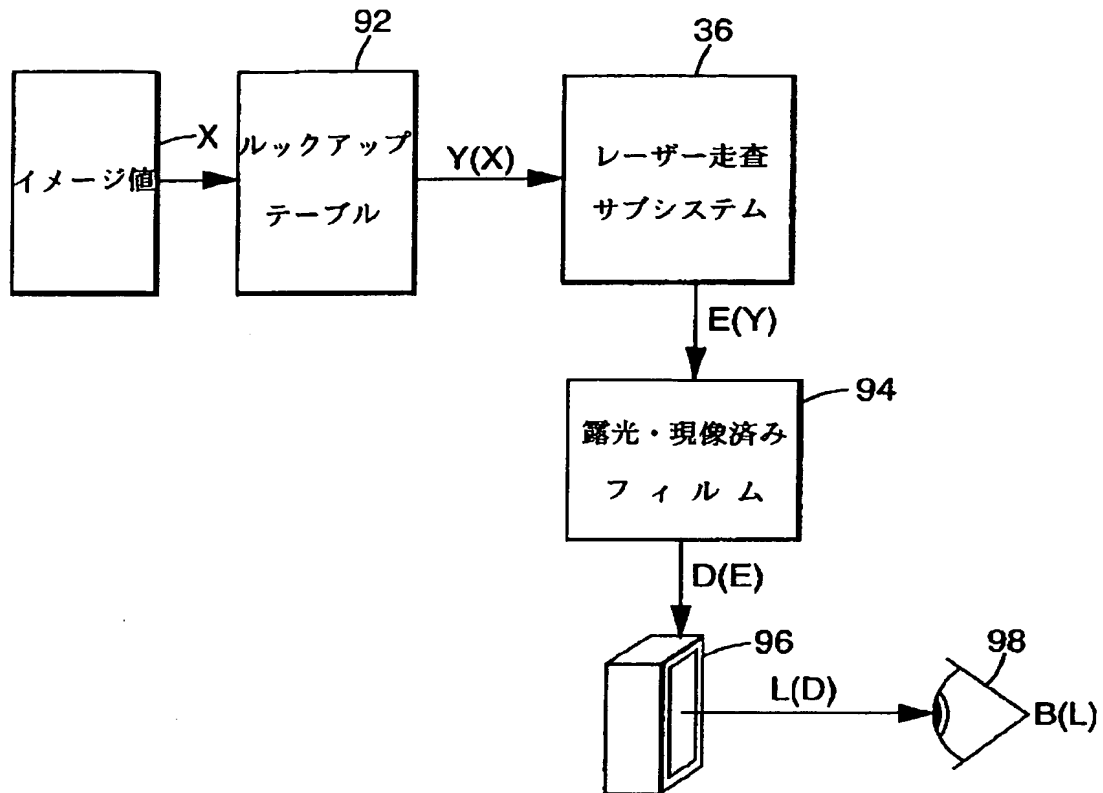 92
36
イメージ値
X
ルックアップ
テーブル
Y(X)
レーザー走査
サブシステム
E(Y)
94
露光・現像済み
フィルム
D(E)
96
98
L(D)
B(L)